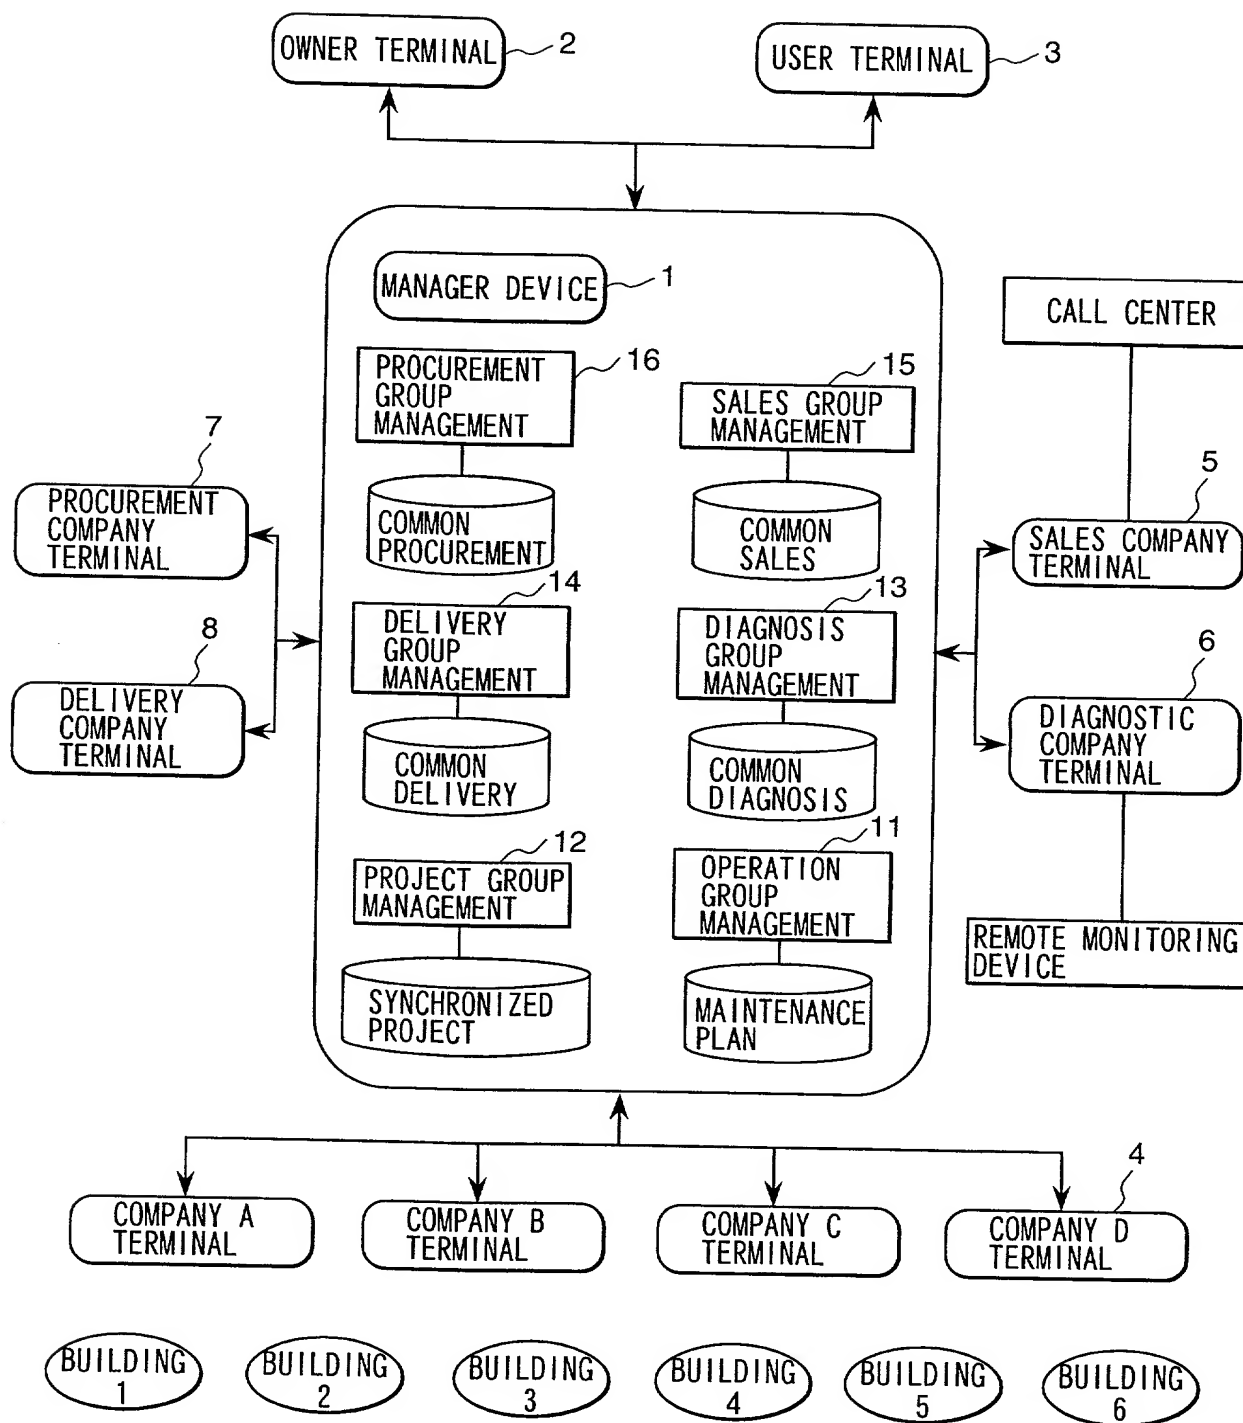 OWNER TERMINAL
2
USER TERMINAL
3
MANAGER DEVICE
1
CALL CENTER
PROCUREMENT
GROUP
MANAGEMENT
16
SALES GROUP
MANAGEMENT
15
7
PROCUREMENT
COMPANY
TERMINAL
COMMON
PROCUREMENT
COMMON
SALES
5
SALES COMPANY
TERMINAL
DELIVERY
GROUP
MANAGEMENT
14
DIAGNOSIS
GROUP
MANAGEMENT
13
8
DELIVERY
COMPANY
TERMINAL
6
DIAGNOSTIC
COMPANY
TERMINAL
COMMON
DELIVERY
COMMON
DIAGNOSIS
PROJECT GROUP
MANAGEMENT
12
OPERATION
GROUP
MANAGEMENT
11
REMOTE MONITORING
DEVICE
SYNCHRONIZED
PROJECT
MAINTENANCE
PLAN
4
COMPANY A
TERMINAL
COMPANY B
TERMINAL
COMPANY C
TERMINAL
COMPANY D
TERMINAL
BUILDING
1
BUILDING
2
BUILDING
3
BUILDING
4
BUILDING
5
BUILDING
6